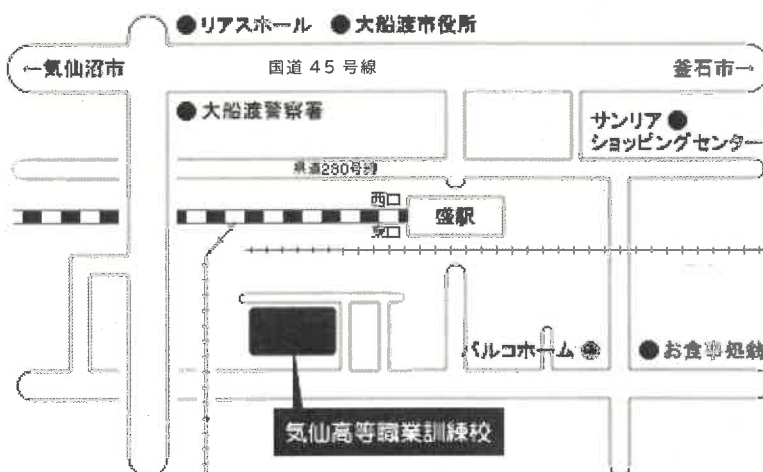 ●リアスホール ●大船渡市役所
←気仙沼市 国道 45 号線 釜石市→
●大船渡警察署
サンリア●
ショッピングセンター
県道230号線
西口
盛駅
東口
パルコホーム
●お食事処
気仙高等職業訓練校